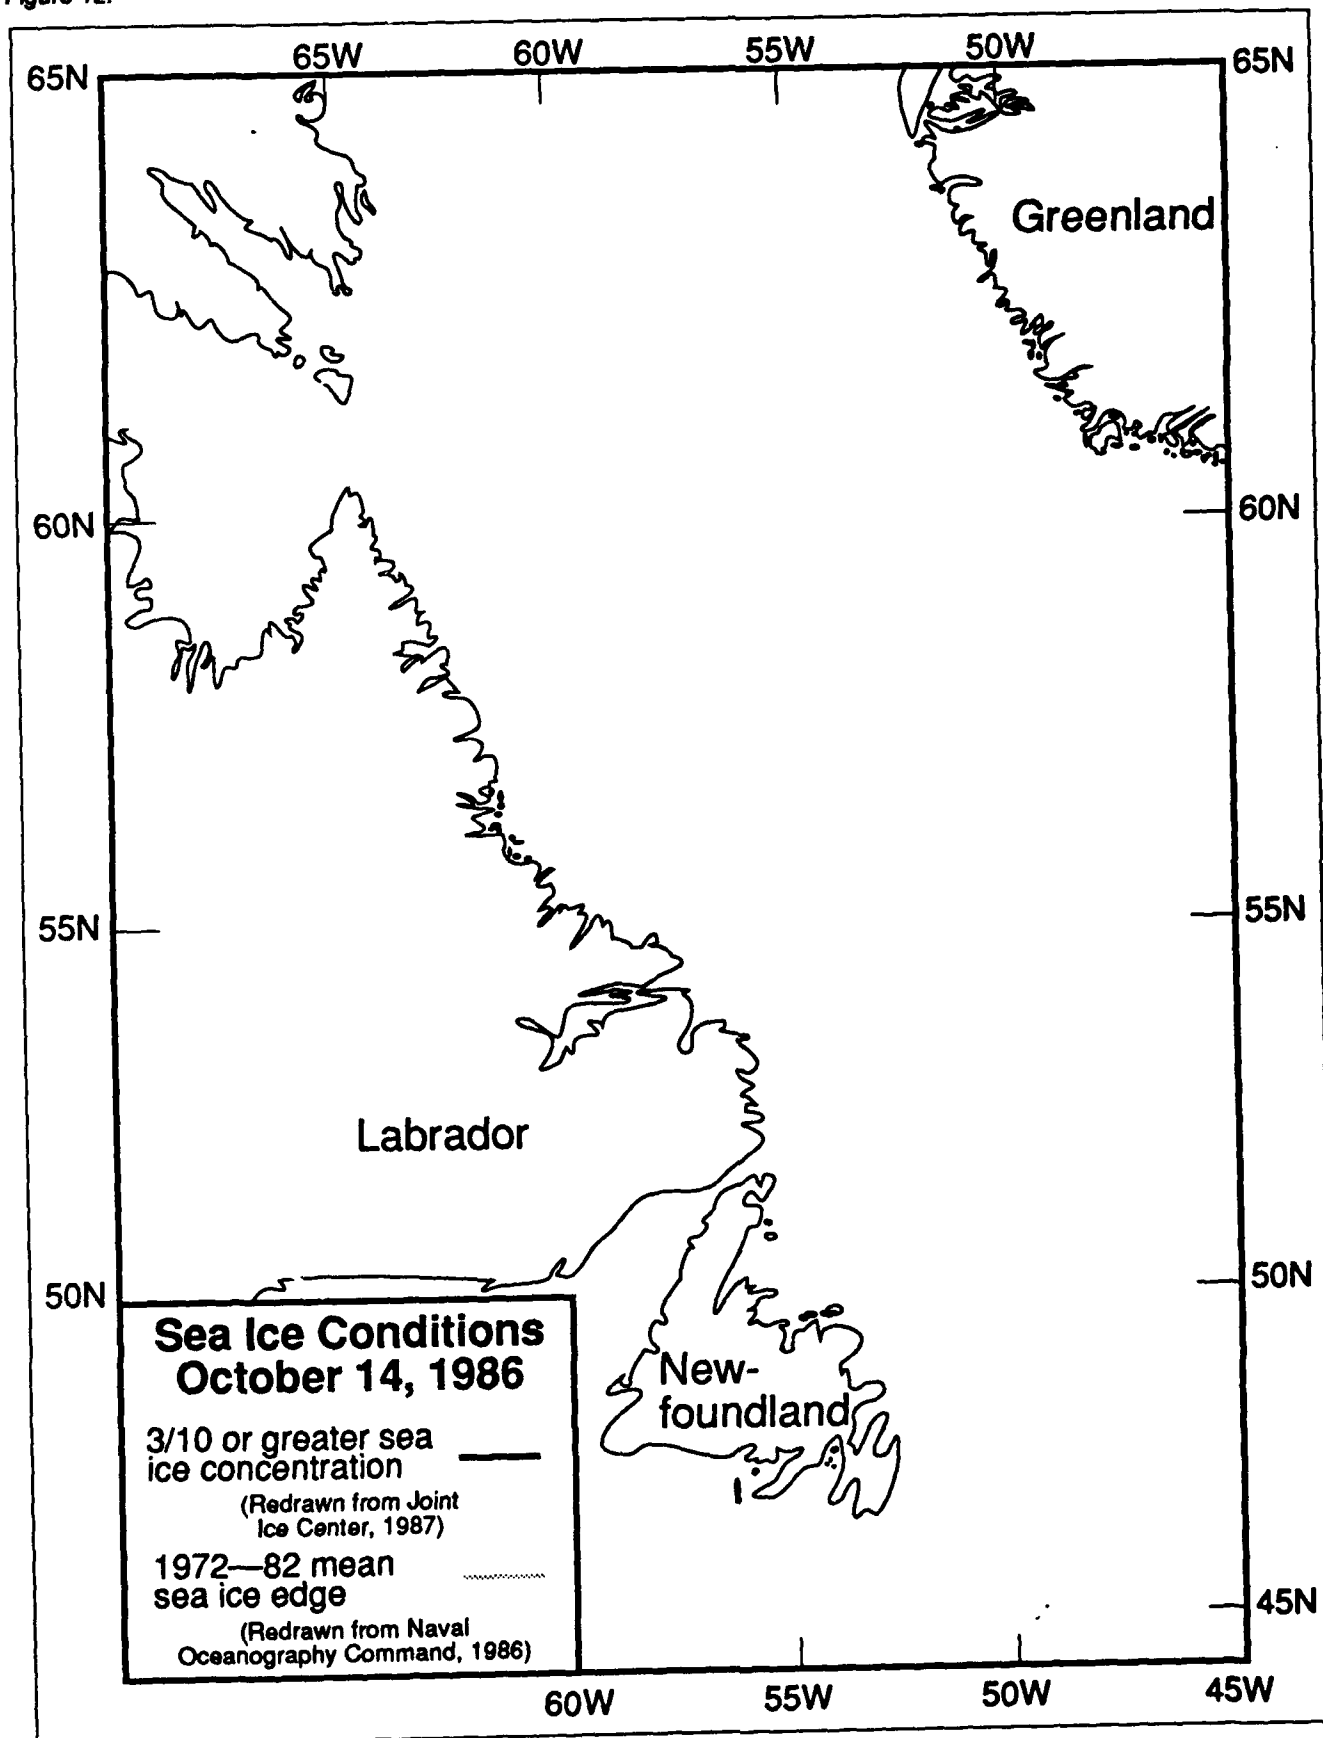 Figure 12.
65W 60W 55W 50W
65N 65N
Greenland
60N 60N
55N 55N
Labrador
50N 50N
Sea Ice Conditions
October 14, 1986
3/10 or greater sea
ice concentration
(Redrawn from Joint
Ice Center, 1987)
1972—82 mean
sea ice edge
(Redrawn from Naval
Oceanography Command, 1986)
New-
foundland
45N
60W 55W 50W 45W